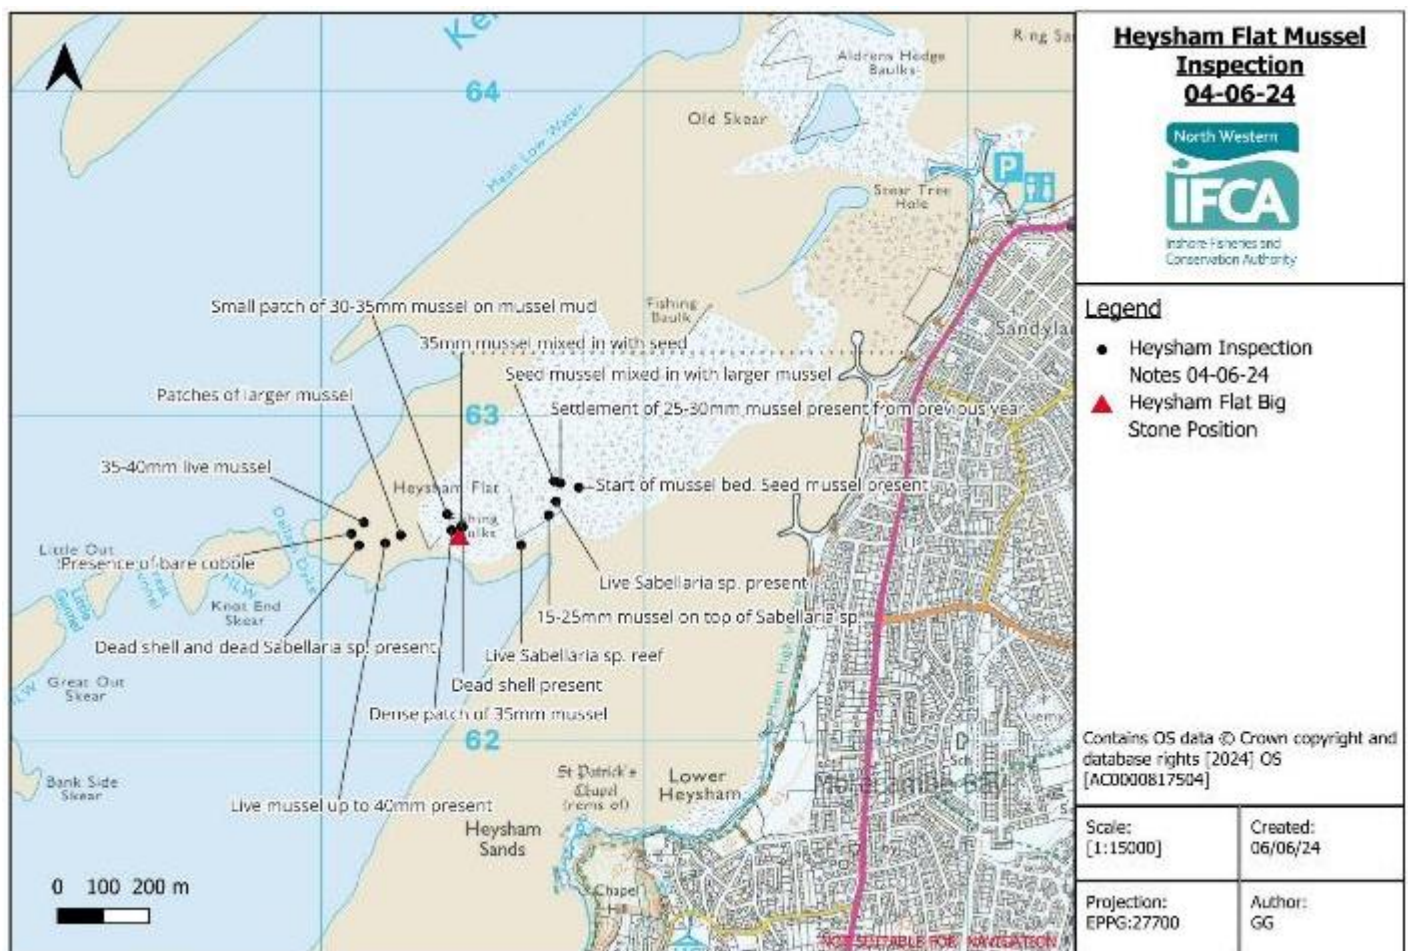 Heysham Flat Mussel
Inspection
04-06-24
North Western
IFCA
Inshore Fisheries and
Conservation Authority
Legend
Heysham Inspection
Notes 04-06-24
Heysham Flat Big
Stone Position
Contains OS data © Crown copyright and
database rights [2024] OS
[AC0000817504]
Scale:
[1:15000]
Created:
06/06/24
Projection:
EPPG:27700
Author:
GG
64
Aldrens Hedge
Baulks
Old Skear
Mean Low Water
P
Skear Tree
Hole
Small patch of 30-35mm mussel on mussel mud
Fishing
Baulk
35mm mussel mixed in with seed
Seed mussel mixed in with larger mussel
Patches of larger mussel
63
Settlement of 25-30mm mussel present from previous year
35-40mm live mussel
Heysham Flat
Start of mussel bed. Seed mussel present
Little Out
Presence of bare cobble
Knot End
Skear
Live Sabellaria sp. present
15-25mm mussel on top of Sabellaria sp.
Dead shell and dead Sabellaria sp. present
Live Sabellaria sp. reef
Great Out
Skear
Dead shell present
Dense patch of 35mm mussel
62
Bank Side
Skear
Live mussel up to 40mm present
St Patrick's
Chapel
(rems of)
Lower
Heysham
Morecambe Bay
Sch
Heysham
Sands
Chapel
Hill
0 100 200 m
NOT SUITABLE FOR NAVIGATION